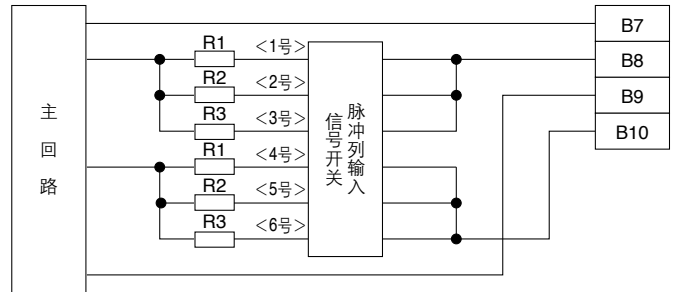 主回路
R1 <1号>
R2 <2号>
R3 <3号>
R1 <4号>
R2 <5号>
R3 <6号>
脉冲列输入
信号开关
B7
B8
B9
B10